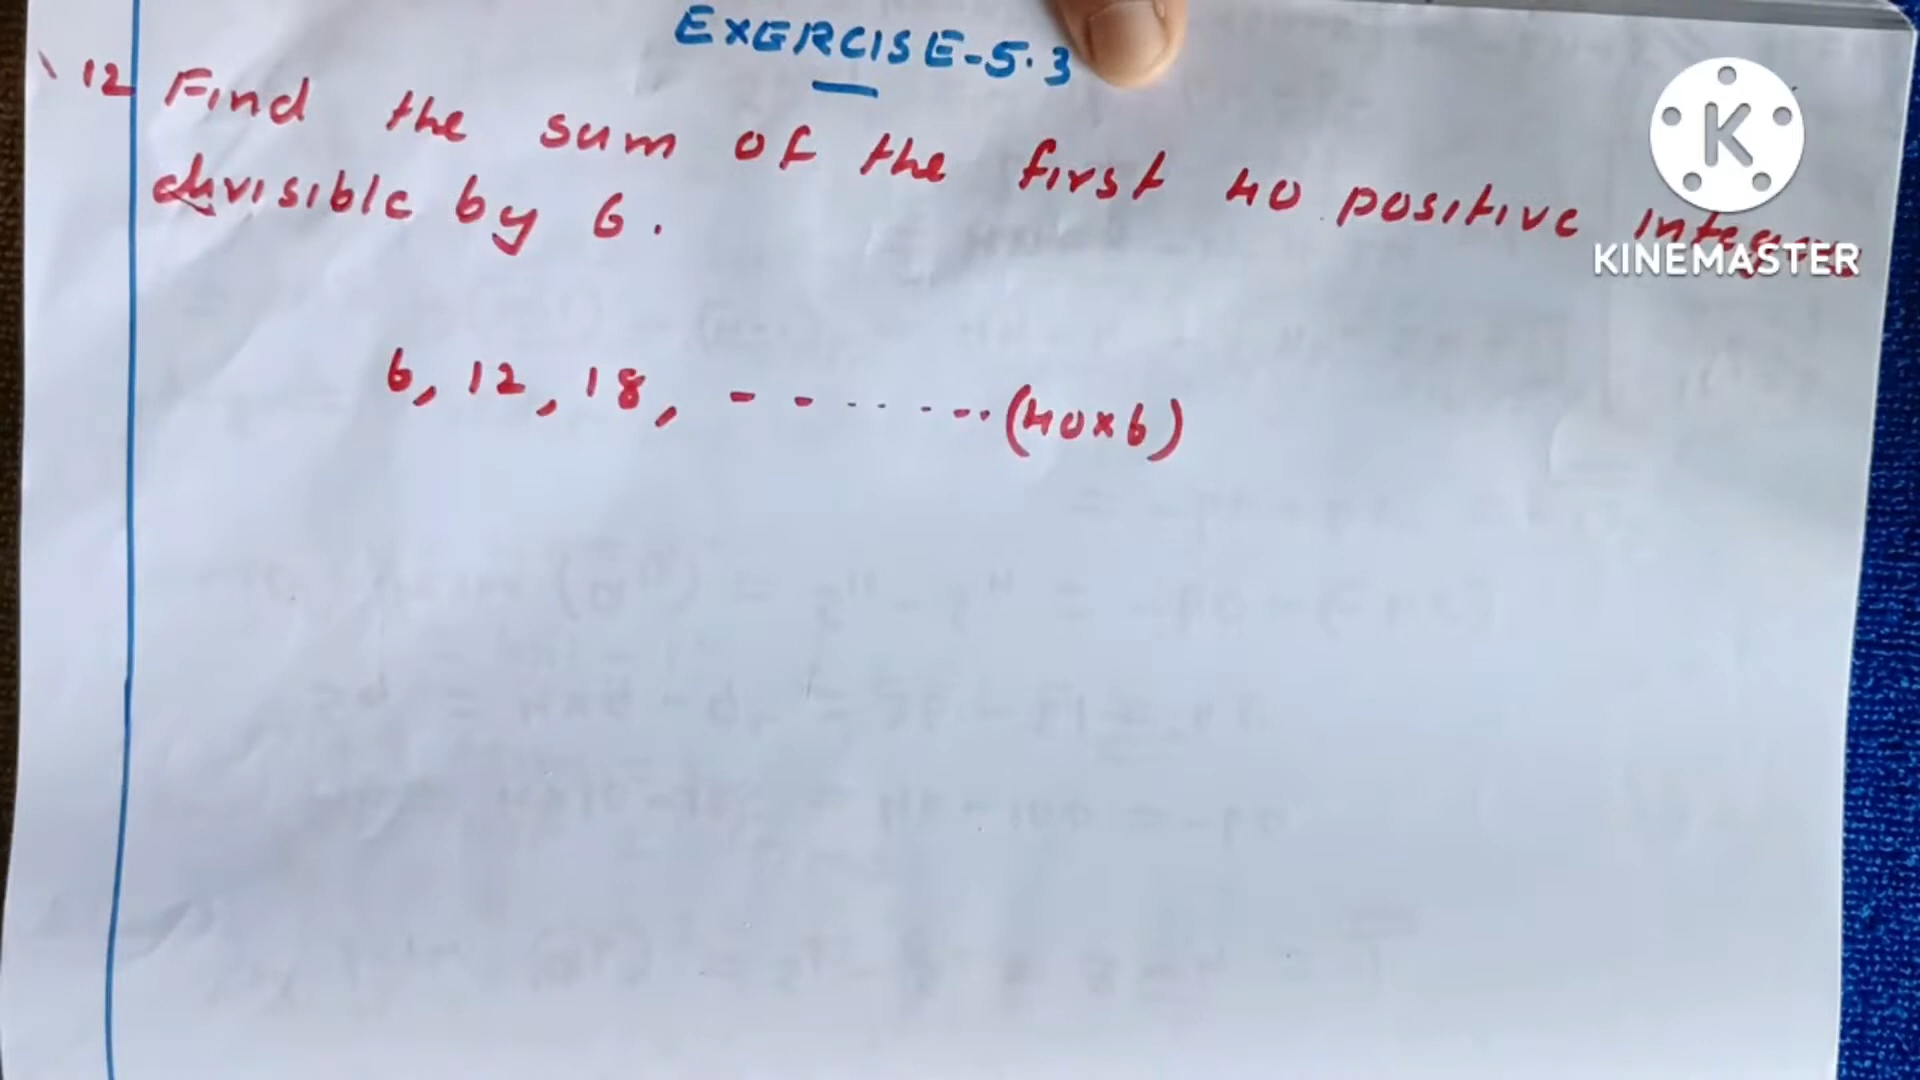 EXERCISE-5.3
12 Find the sum of the first 40 positive integers
divisible by 6.
K
KINEMASTER
6, 12, 18, - - - - - - - (40×6)